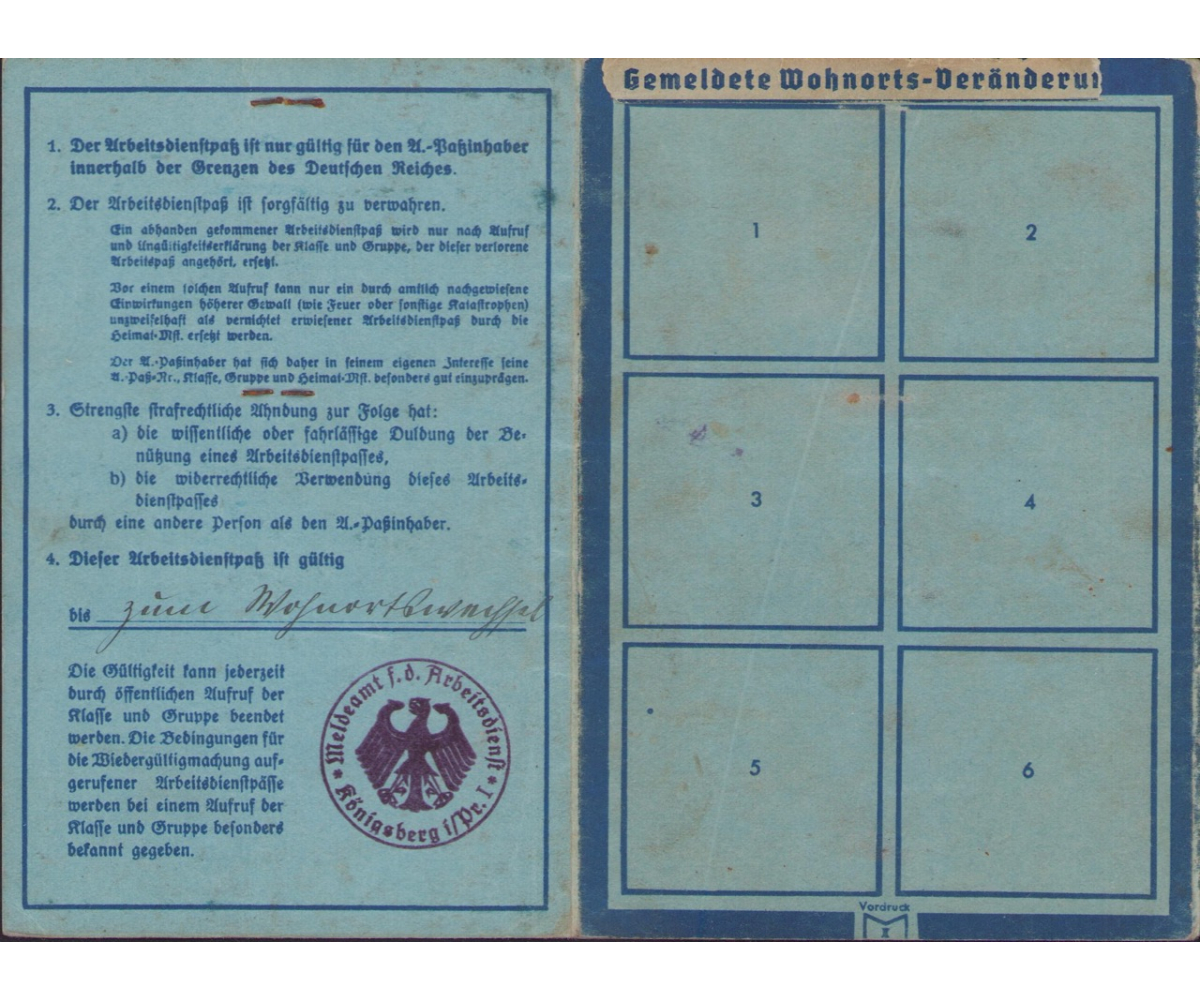 1. Der Arbeitsdienstpaß ist nur gültig für den A.-Paßinhaber
innerhalb der Grenzen des Deutschen Reiches.
2. Der Arbeitsdienstpaß ist sorgfältig zu verwahren.
Ein abhanden gekommener Arbeitsdienstpaß wird nur nach Aufruf
und Ungültigkeitserklärung der Klasse und Gruppe, der dieser verlorene
Arbeitspaß angehört, ersetzt.
Vor einem solchen Aufruf kann nur ein durch amtlich nachgewiesene
Einwirkungen höherer Gewalt (wie Feuer oder sonstige Katastrophen)
unzweifelhaft als vernichtet erwiesener Arbeitsdienstpaß durch die
Heimat-Mst. ersetzt werden.
Der A.-Paßinhaber hat sich daher in seinem eigenen Interesse seine
A.-Paß-Nr., Klasse, Gruppe und Heimat-Mst. besonders gut einzuprägen.
3. Strengste strafrechtliche Ahndung zur Folge hat:
a) die wissentliche oder fahrlässige Duldung der Be-
nützung eines Arbeitsdienstpasses,
b) die widerrechtliche Verwendung dieses Arbeits-
dienstpasses
durch eine andere Person als den A.-Paßinhaber.
4. Dieser Arbeitsdienstpaß ist gültig
bis zum Wohnortswechsel
Die Gültigkeit kann jederzeit
durch öffentlichen Aufruf der
Klasse und Gruppe beendet
werden. Die Bedingungen für
die Wiedergültigmachung auf-
gerufener Arbeitsdienstpässe
werden bei einem Aufruf der
Klasse und Gruppe besonders
bekannt gegeben.
* Meldeamt f. d. Arbeitsdienst *
Königsberg i/Pr. I
Gemeldete Wohnorts-Veränderu
1
2
3
4
5
6
Vordruck
I